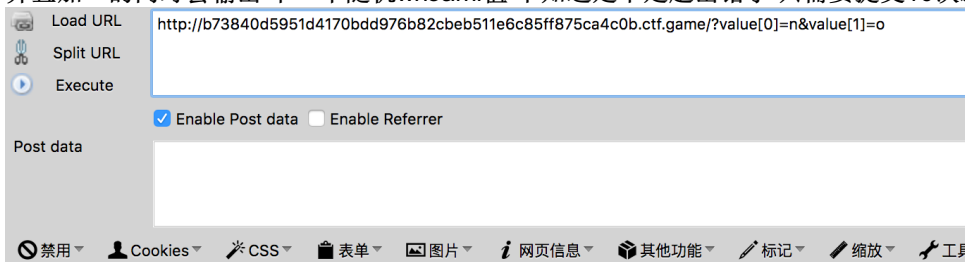 Load URL
http://b73840d5951d4170bdd976b82cbeb511e6c85ff875ca4c0b.ctf.game/?value[0]=n&value[1]=o
Split URL
Execute
Enable Post data Enable Referrer
Post data
禁用 Cookies CSS 表单 图片 网页信息 其他功能 标记 缩放